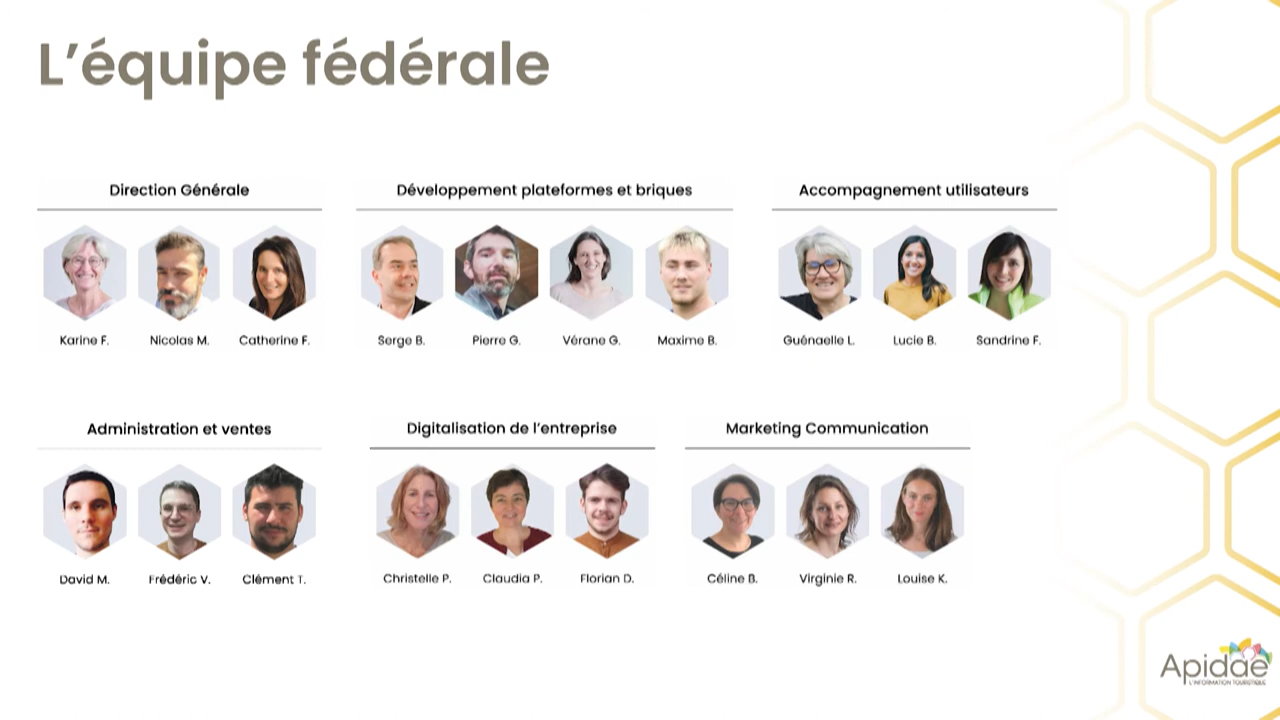 L'équipe fédérale
Direction Générale
Karine F. Nicolas M. Catherine F.
Développement plateformes et briques
Serge B. Pierre G. Vérane G. Maxime B.
Accompagnement utilisateurs
Guénaelle L. Lucie B. Sandrine F.
Administration et ventes
David M. Frédéric V. Clément T.
Digitalisation de l'entreprise
Christelle P. Claudia P. Florian D.
Marketing Communication
Céline B. Virginie R. Louise K.
Apidae
L'INFORMATION TOURISTIQUE